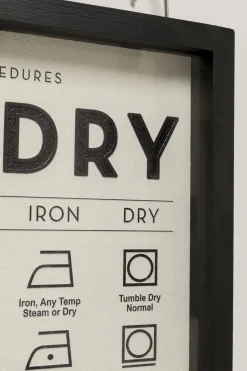 EDURES
DRY
IRON DRY
Iron, Any Temp
Steam or Dry
Tumble Dry
Normal